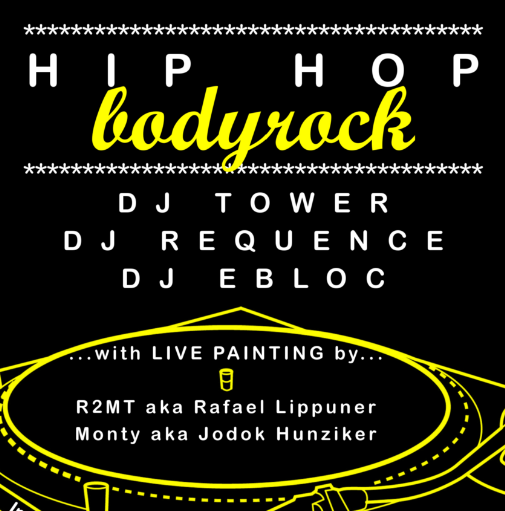 ***************************************
HIP HOP
bodyrock
***************************************
DJ TOWER
DJ REQUENCE
DJ EBLOC
...with LIVE PAINTING by...
R2MT aka Rafael Lippuner
Monty aka Jodok Hunziker